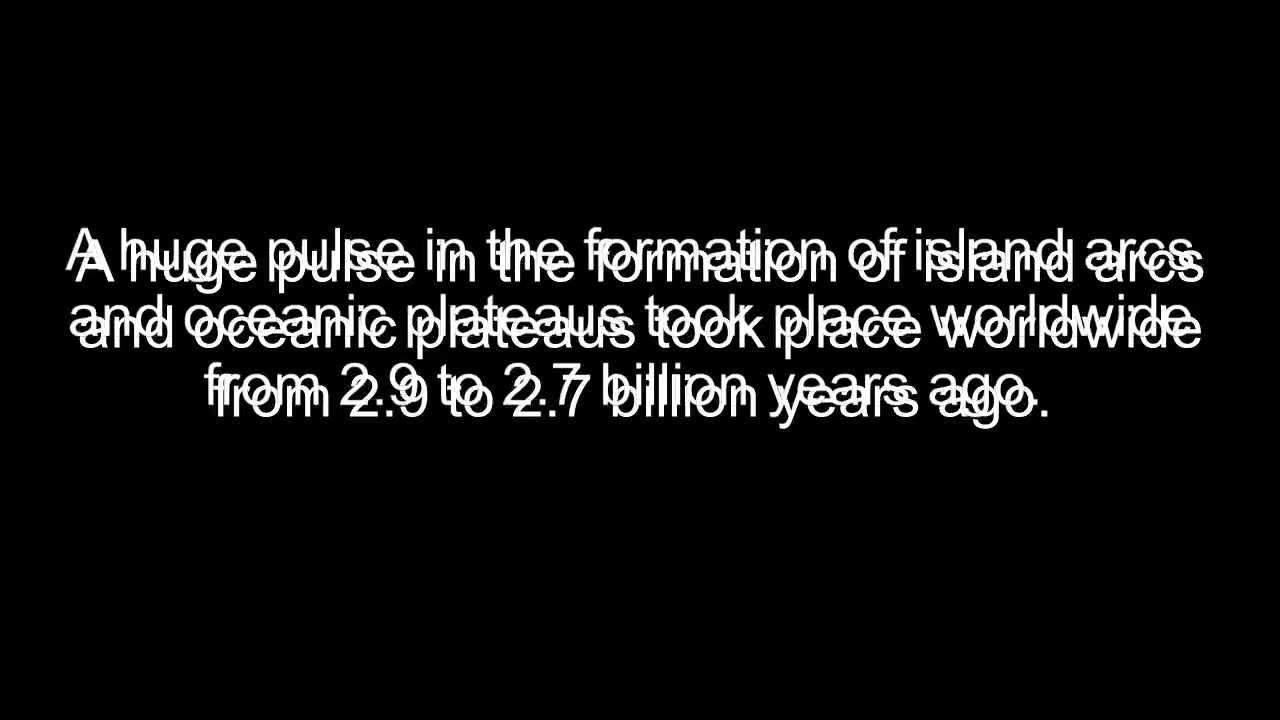 A huge pulse in the formation of island arcs
and oceanic plateaus took place worldwide
from 2.9 to 2.7 billion years ago.